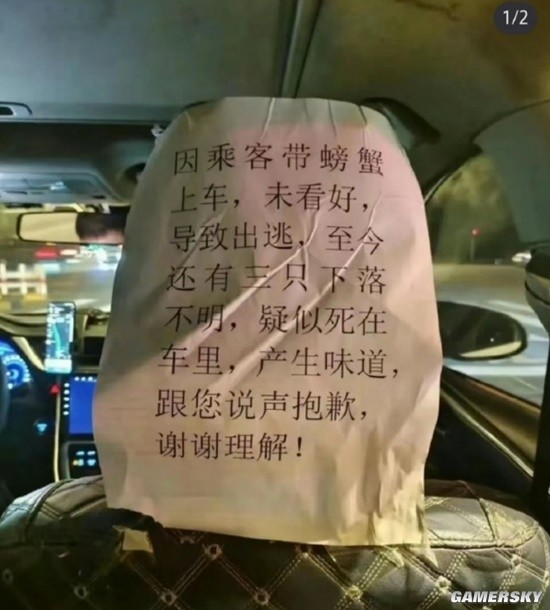 1/2
因乘客带螃蟹
上车，未看好，
导致出逃，至今
还有三只下落
不明，疑似死在
车里，产生味道，
跟您说声抱歉，
谢谢理解！
GAMERSKY